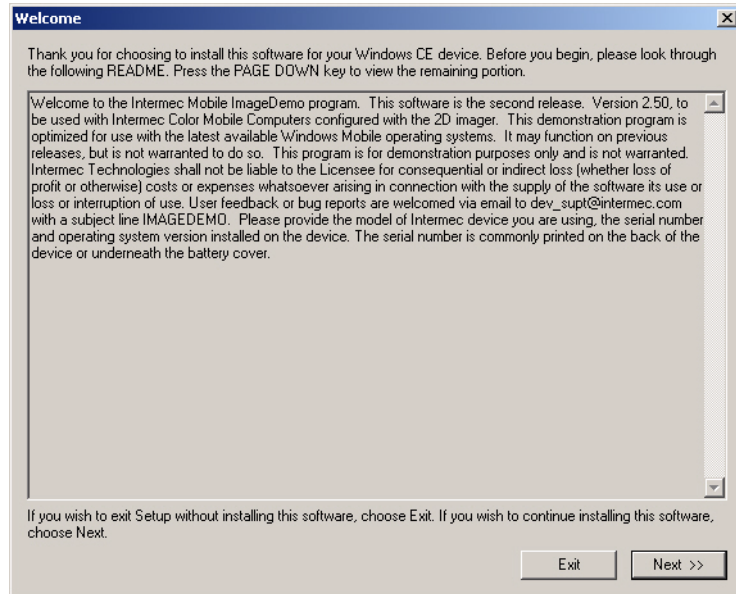 Welcome
Thank you for choosing to install this software for your Windows CE device. Before you begin, please look through
the following README. Press the PAGE DOWN key to view the remaining portion.
Welcome to the Intermec Mobile ImageDemo program.  This software is the second release.  Version 2.50, to
be used with Intermec Color Mobile Computers configured with the 2D imager.  This demonstration program is
optimized for use with the latest available Windows Mobile operating systems.  It may function on previous
releases, but is not warranted to do so.  This program is for demonstration purposes only and is not warranted.
Intermec Technologies shall not be liable to the Licensee for consequential or indirect loss (whether loss of
profit or otherwise) costs or expenses whatsoever arising in connection with the supply of the software its use or
loss or interruption of use. User feedback or bug reports are welcomed via email to dev_supt@intermec.com
with a subject line IMAGEDEMO.  Please provide the model of Intermec device you are using, the serial number
and operating system version installed on the device. The serial number is commonly printed on the back of the
device or underneath the battery cover.
If you wish to exit Setup without installing this software, choose Exit. If you wish to continue installing this software,
choose Next.
Exit
Next >>